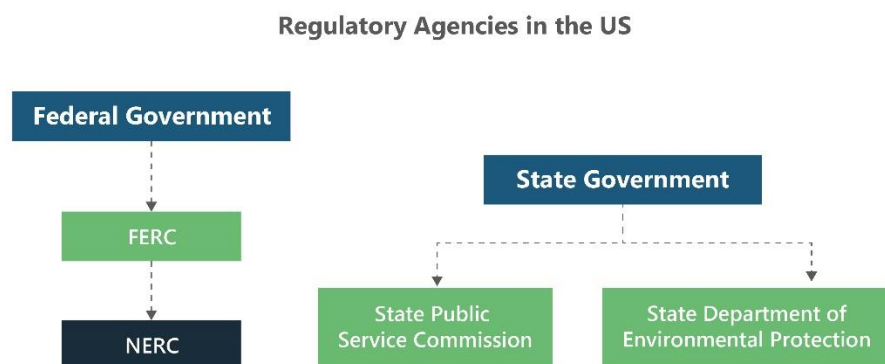 Regulatory Agencies in the US
Federal Government
State Government
FERC
State Public
Service Commission
State Department of
Environmental Protection
NERC